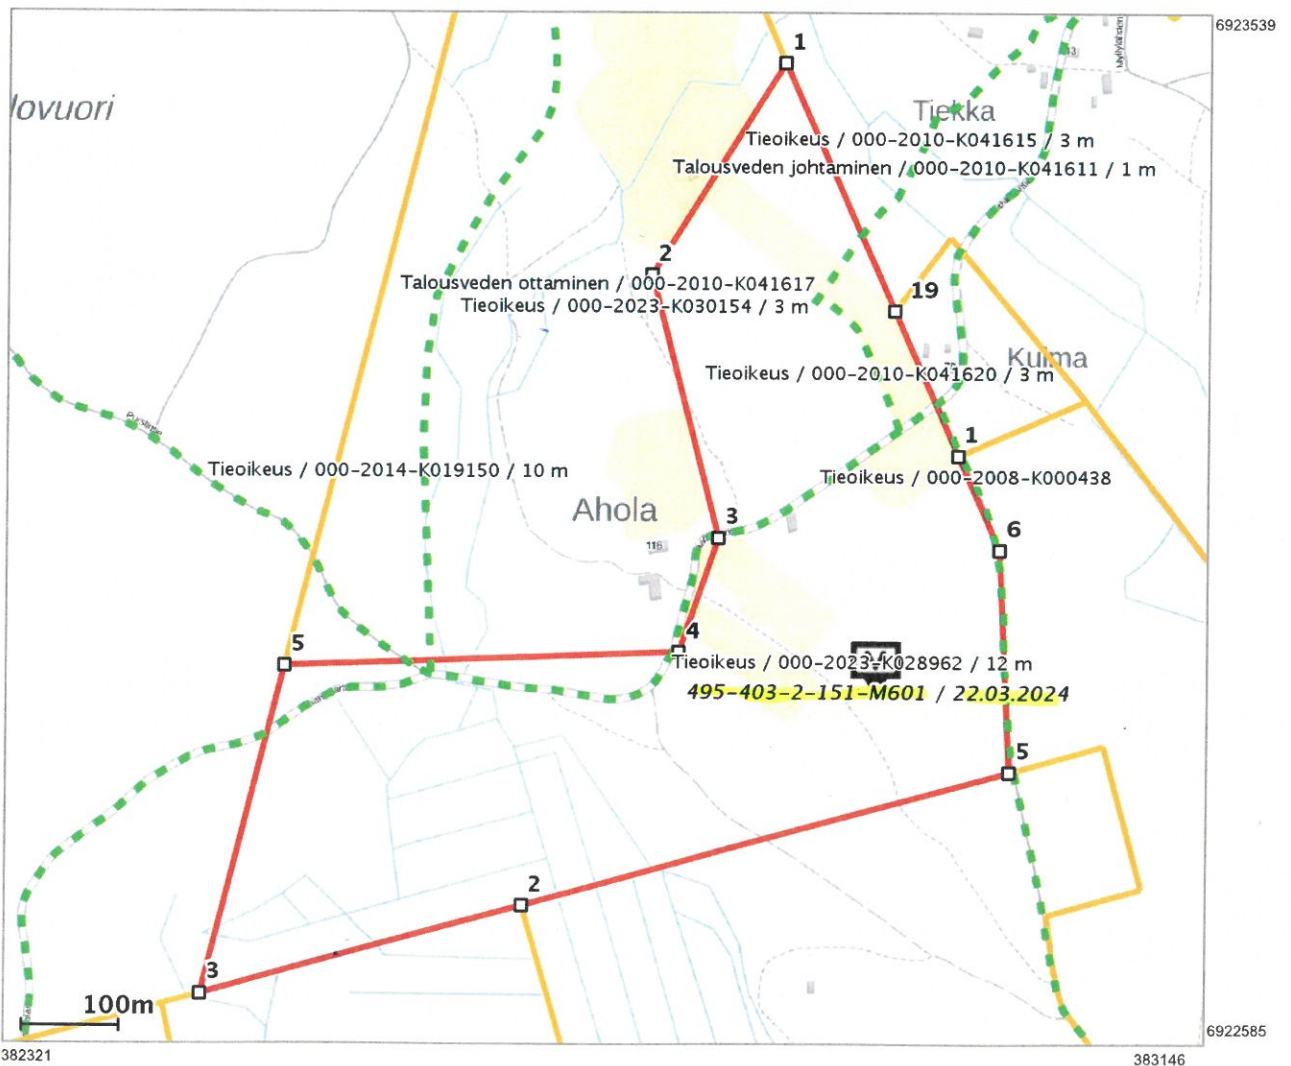 6923539
1
13
lovuori
Tiekka
Tieoikeus / 000-2010-K041615 / 3 m
Talousveden johtaminen / 000-2010-K041611 / 1 m
2
Talousveden ottaminen / 000-2010-K041617
19
Tieoikeus / 000-2023-K030154 / 3 m
Kuima
Tieoikeus / 000-2010-K041620 / 3 m
1
Tieoikeus / 000-2014-K019150 / 10 m
Tieoikeus / 000-2008-K000438
Ahola
3
6
116
4
5
Tieoikeus / 000-2023-K028962 / 12 m
495-403-2-151-M601 / 22.03.2024
5
2
3
100m
6922585
382321
383146